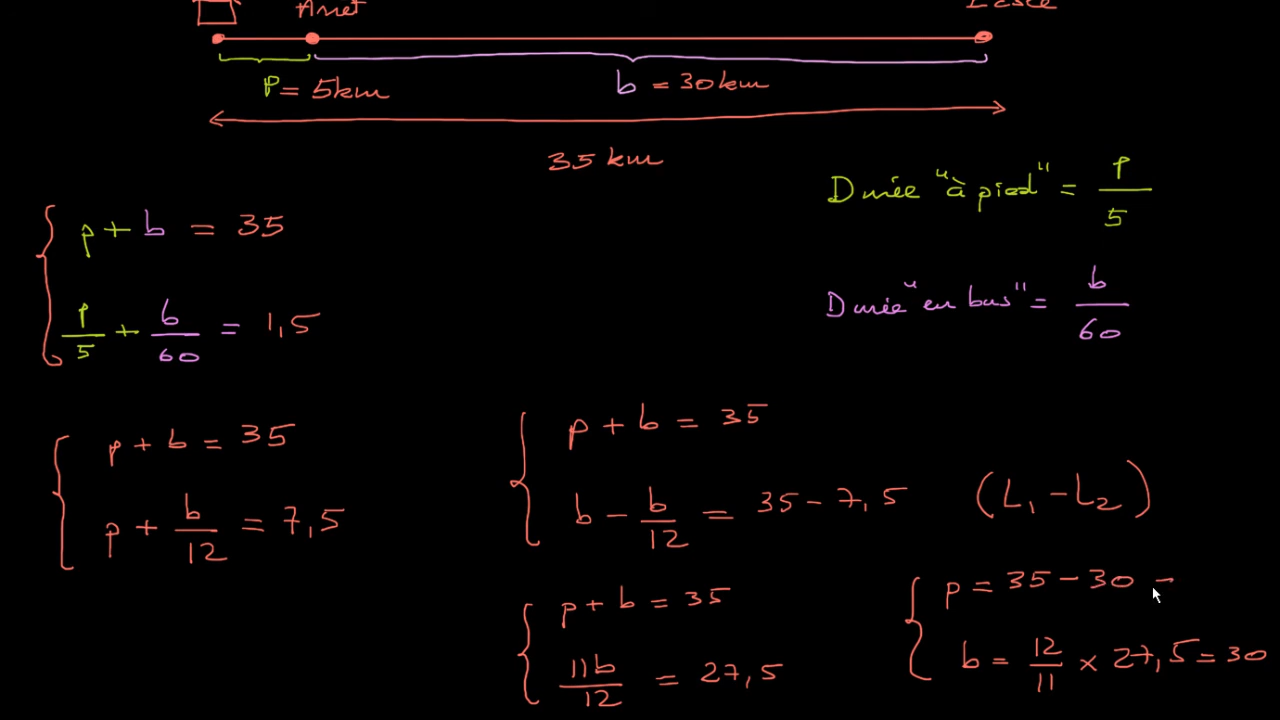 Arret
P = 5km
b = 30km
35 km
Durée "à pied" = p/5
p + b = 35
Durée "en bus" = b/60
p/5 + b/60 = 1,5
p + b = 35
p + b = 35
p + b/12 = 7,5
b - b/12 = 35 - 7,5 (L₁ - L₂)
p + b = 35
p = 35 - 30 -
11b/12 = 27,5
b = 12/11 × 27,5 = 30